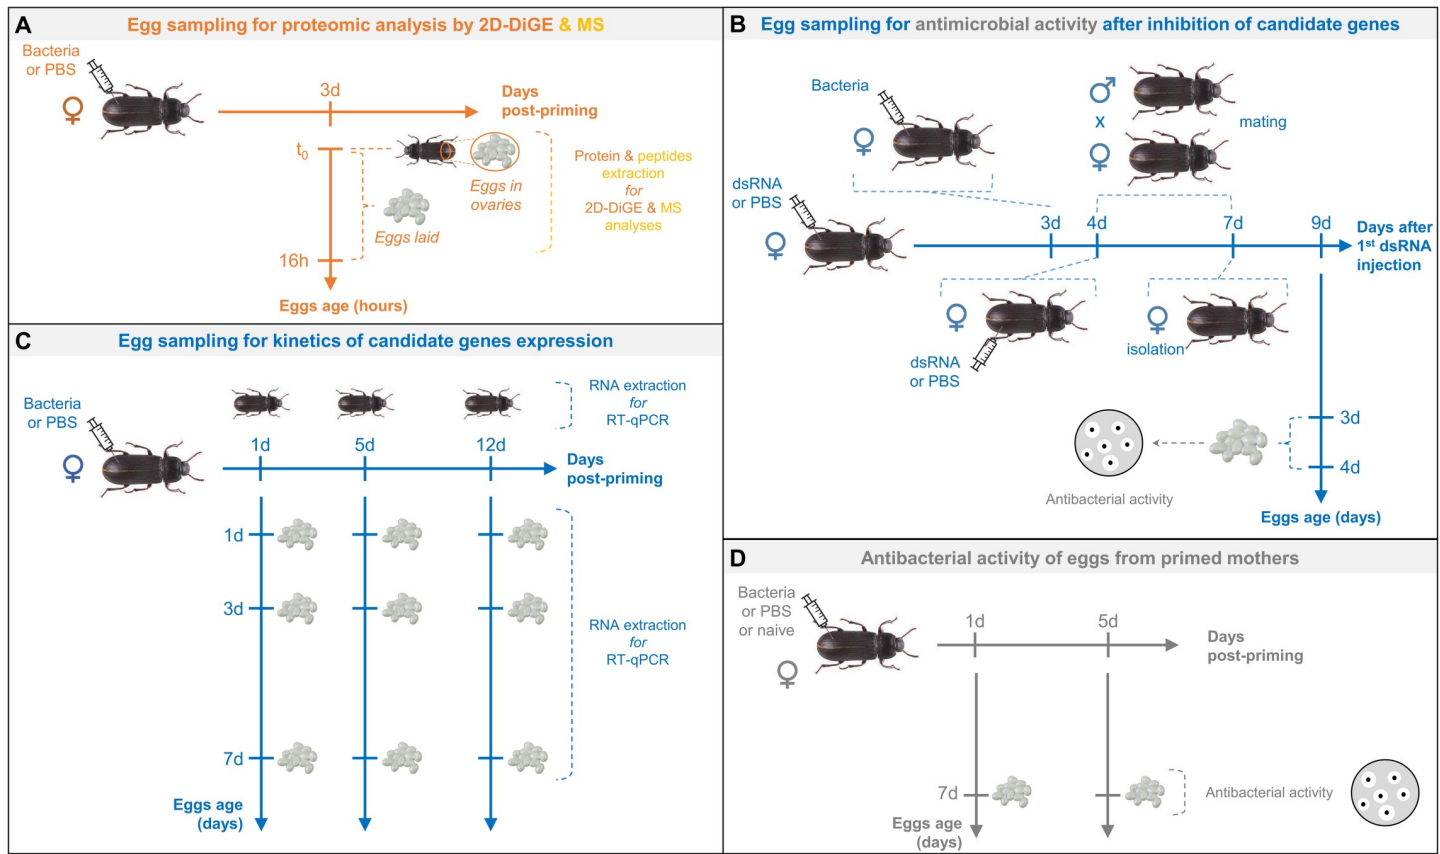 A
Egg sampling for proteomic analysis by 2D-DiGE & MS
Bacteria
or PBS
♀
3d
Days
post-priming
t0
Eggs in
ovaries
Eggs laid
Protein & peptides
extraction
for
2D-DiGE & MS
analyses
16h
Eggs age (hours)
B
Egg sampling for antimicrobial activity after inhibition of candidate genes
Bacteria
♀
♂
x
♀
mating
dsRNA
or PBS
♀
3d
4d
7d
9d
Days after
1st dsRNA
injection
♀
dsRNA
or PBS
♀
isolation
3d
4d
Antibacterial activity
Eggs age (days)
C
Egg sampling for kinetics of candidate genes expression
Bacteria
or PBS
♀
RNA extraction
for
RT-qPCR
1d
5d
12d
Days
post-priming
1d
3d
7d
RNA extraction
for
RT-qPCR
Eggs age
(days)
D
Antibacterial activity of eggs from primed mothers
Bacteria
or PBS
or naive
♀
1d
5d
Days
post-priming
7d
Antibacterial activity
Eggs age
(days)